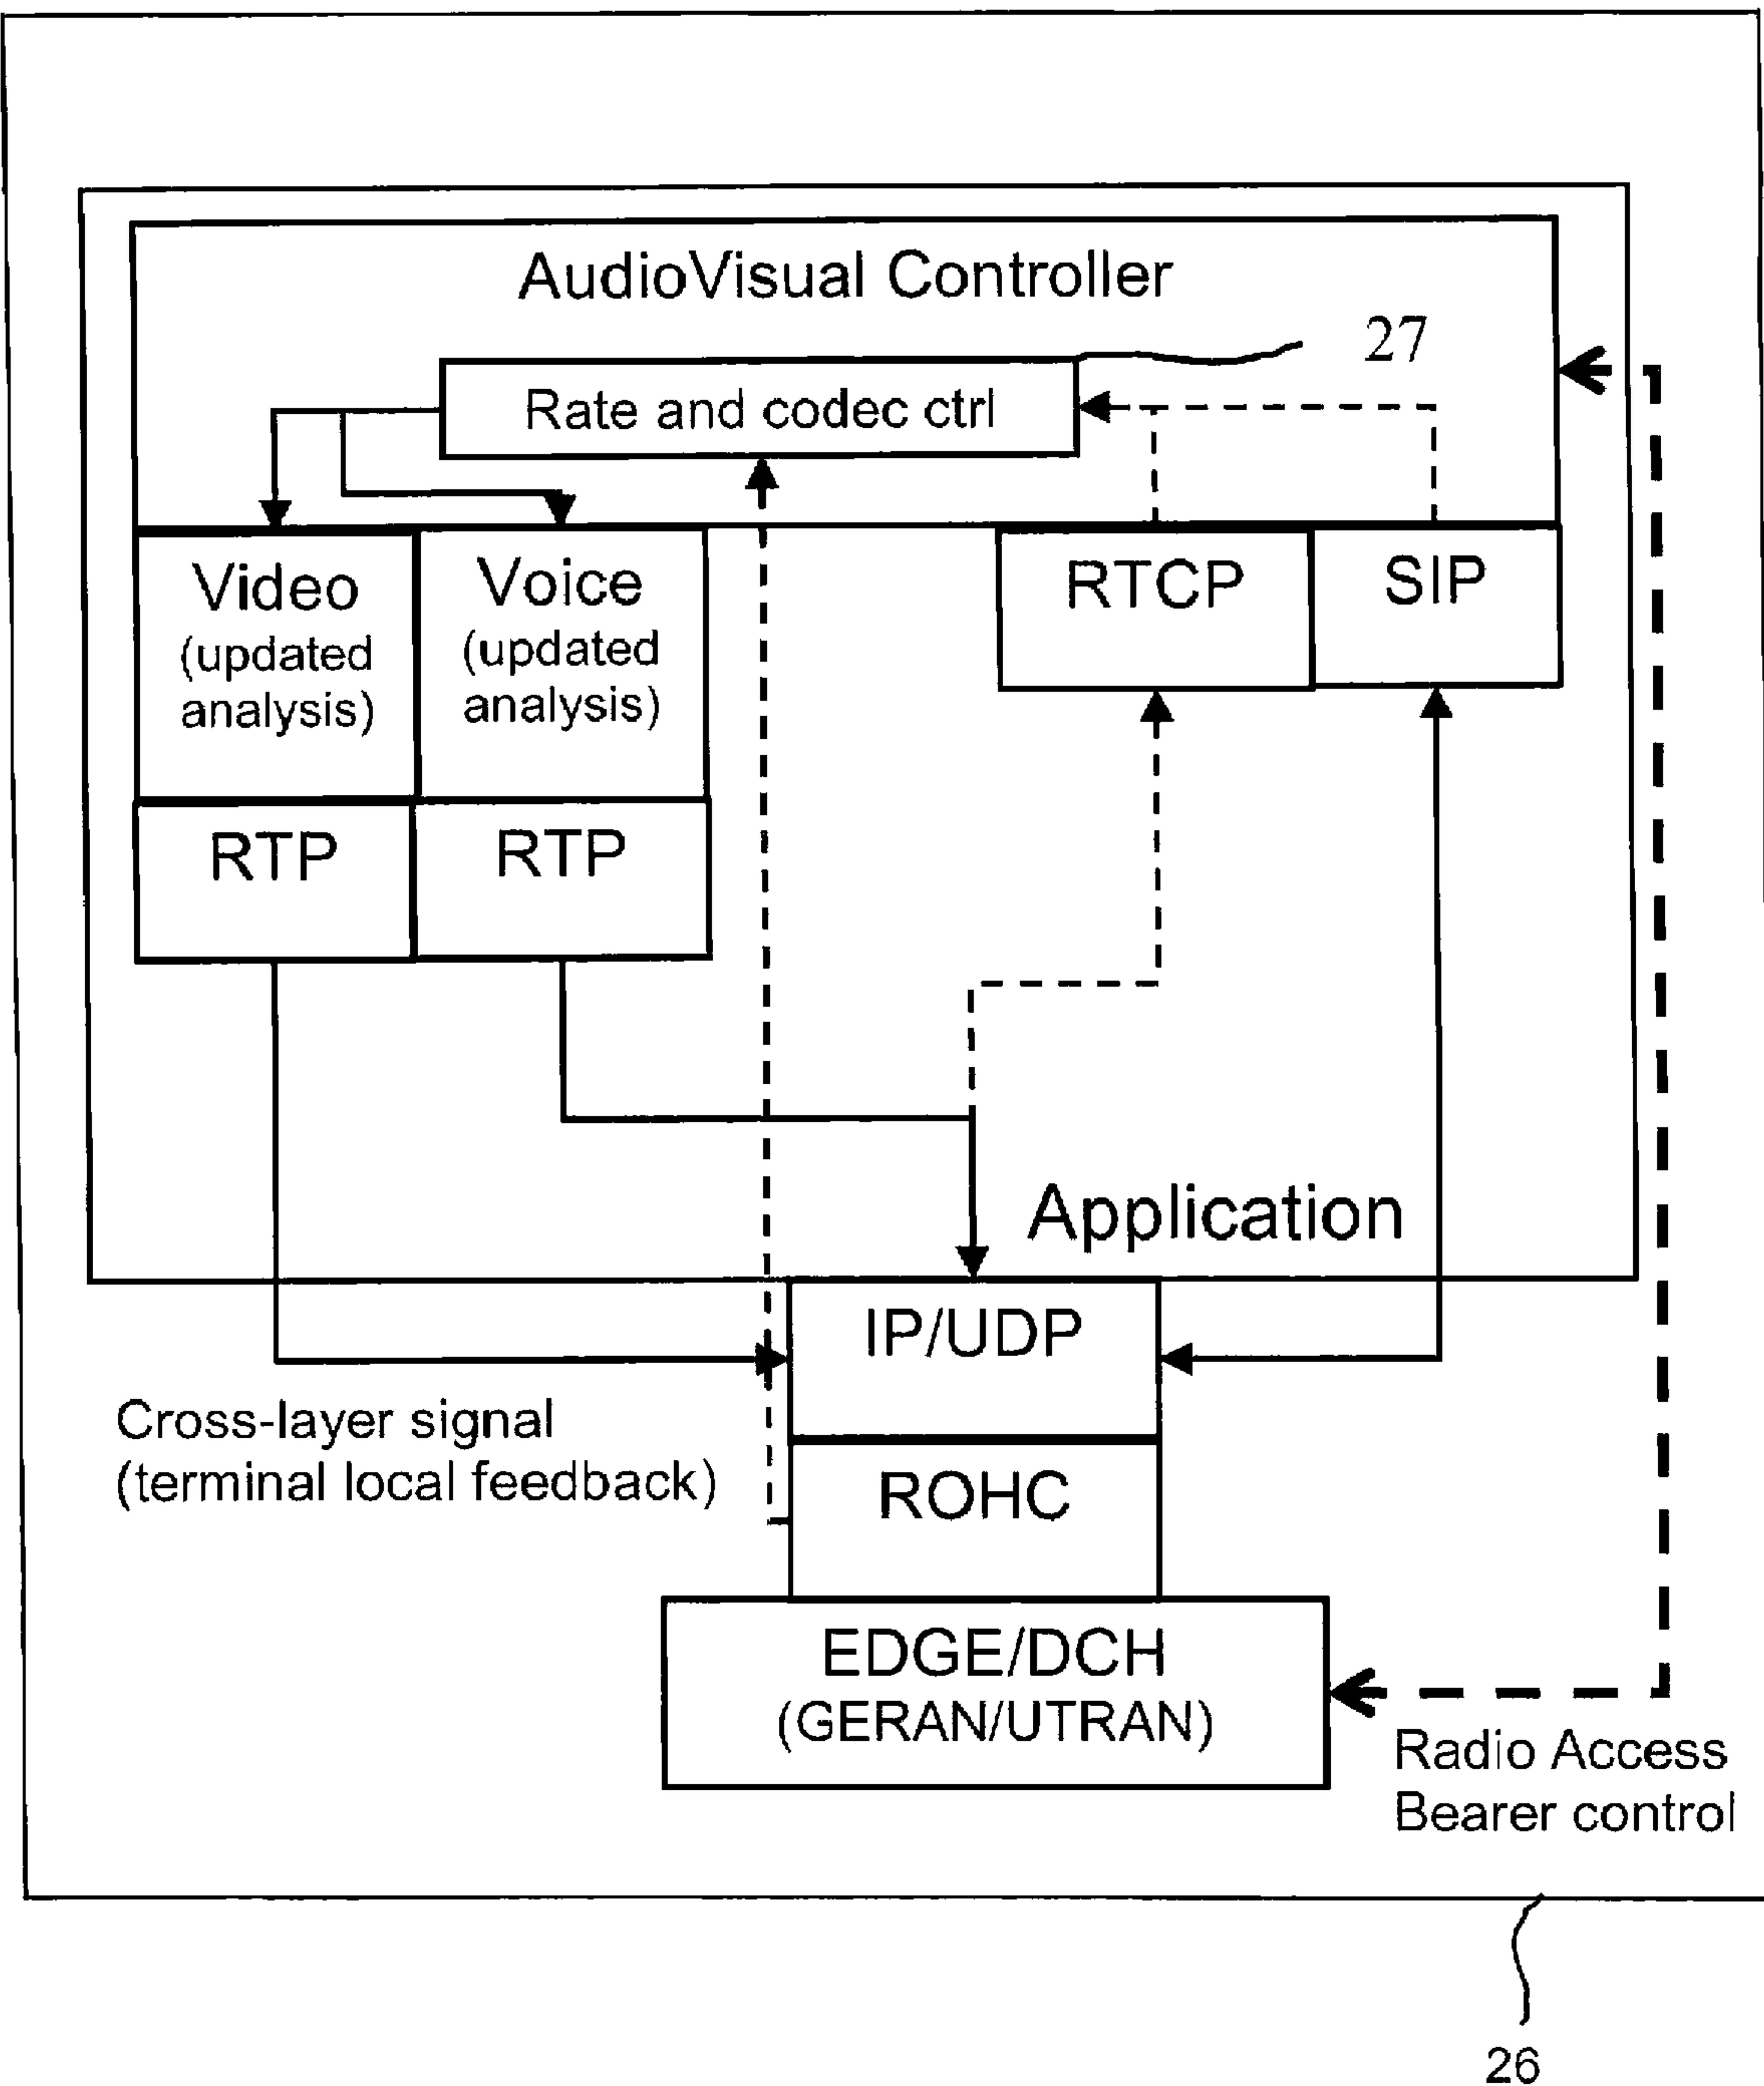 AudioVisual Controller
27
Rate and codec ctrl
Video
(updated
analysis)
Voice
(updated
analysis)
RTCP
SIP
RTP
RTP
Application
IP/UDP
Cross-layer signal
(terminal local feedback)
ROHC
EDGE/DCH
(GERAN/UTRAN)
Radio Access
Bearer control
26